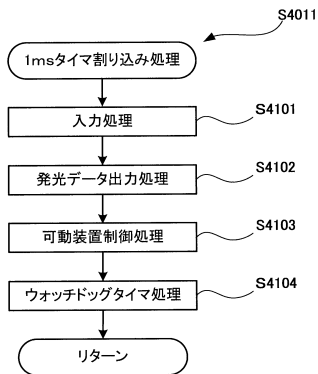 S4011
1msタイマ割り込み処理
入力処理
S4101
発光データ出力処理
S4102
可動装置制御処理
S4103
ウォッチドッグタイマ処理
S4104
リターン